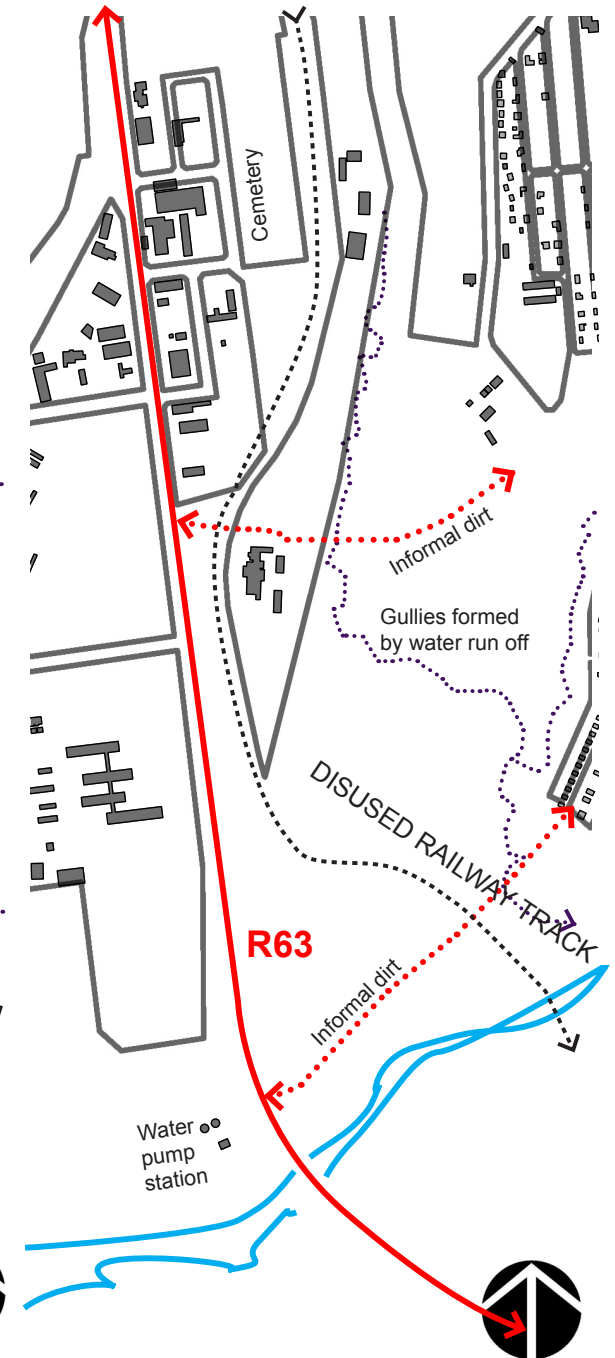 Cemetery
Informal dirt
Gullies formed
by water run off
DISUSED RAILWAY TRACK
R63
Informal dirt
Water
pump
station